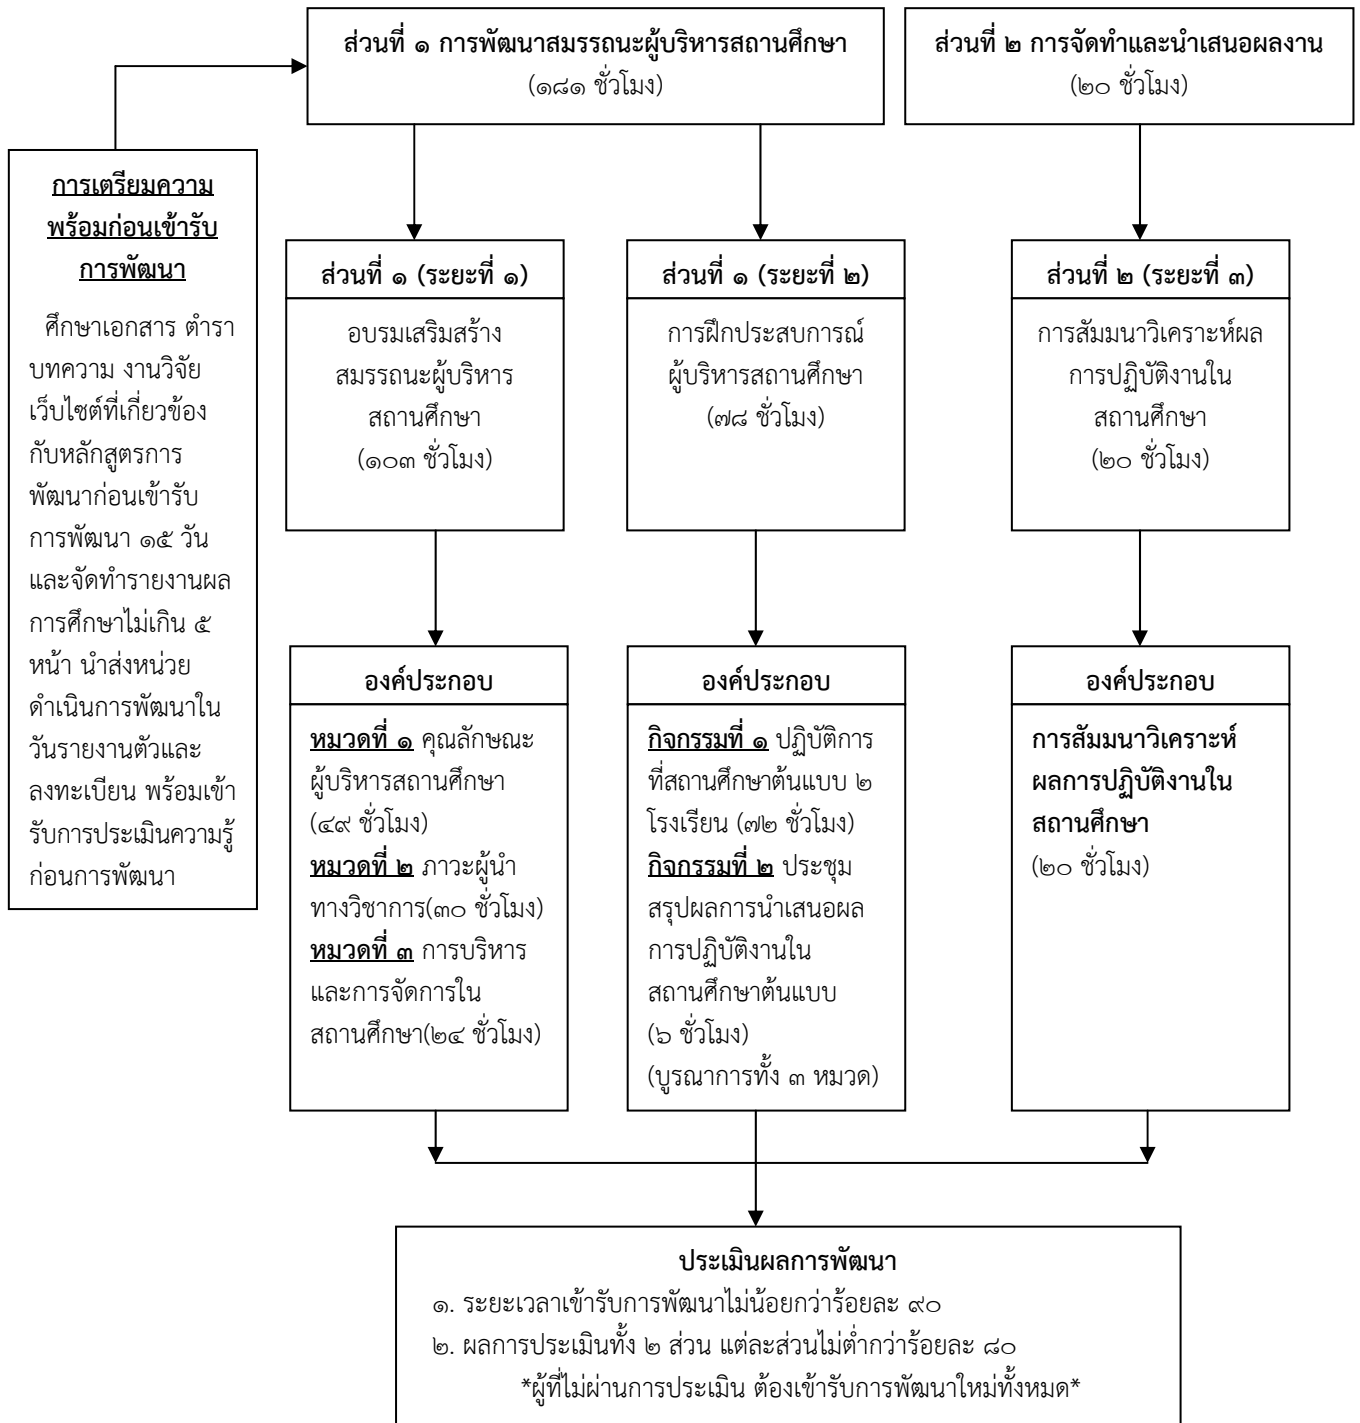 ส่วนที่ ๑ การพัฒนาสมรรถนะผู้บริหารสถานศึกษา
(๑๘๑ ชั่วโมง)
ส่วนที่ ๒ การจัดทำและนำเสนอผลงาน
(๒๐ ชั่วโมง)
การเตรียมความ
พร้อมก่อนเข้ารับ
การพัฒนา
ศึกษาเอกสาร ตำรา
บทความ งานวิจัย
เว็บไซต์ที่เกี่ยวข้อง
กับหลักสูตรการ
พัฒนาก่อนเข้ารับ
การพัฒนา ๑๕ วัน
และจัดทำรายงานผล
การศึกษาไม่เกิน ๕
หน้า นำส่งหน่วย
ดำเนินการพัฒนาใน
วันรายงานตัวและ
ลงทะเบียน พร้อมเข้า
รับการประเมินความรู้
ก่อนการพัฒนา
ส่วนที่ ๑ (ระยะที่ ๑)
อบรมเสริมสร้าง
สมรรถนะผู้บริหาร
สถานศึกษา
(๑๐๓ ชั่วโมง)
ส่วนที่ ๑ (ระยะที่ ๒)
การฝึกประสบการณ์
ผู้บริหารสถานศึกษา
(๗๘ ชั่วโมง)
ส่วนที่ ๒ (ระยะที่ ๓)
การสัมมนาวิเคราะห์ผล
การปฏิบัติงานใน
สถานศึกษา
(๒๐ ชั่วโมง)
องค์ประกอบ
หมวดที่ ๑ คุณลักษณะ
ผู้บริหารสถานศึกษา
(๔๙ ชั่วโมง)
หมวดที่ ๒ ภาวะผู้นำ
ทางวิชาการ(๓๐ ชั่วโมง)
หมวดที่ ๓ การบริหาร
และการจัดการใน
สถานศึกษา(๒๔ ชั่วโมง)
องค์ประกอบ
กิจกรรมที่ ๑ ปฏิบัติการ
ที่สถานศึกษาต้นแบบ ๒
โรงเรียน (๗๒ ชั่วโมง)
กิจกรรมที่ ๒ ประชุม
สรุปผลการนำเสนอผล
การปฏิบัติงานใน
สถานศึกษาต้นแบบ
(๖ ชั่วโมง)
(บูรณาการทั้ง ๓ หมวด)
องค์ประกอบ
การสัมมนาวิเคราะห์
ผลการปฏิบัติงานใน
สถานศึกษา
(๒๐ ชั่วโมง)
ประเมินผลการพัฒนา
๑. ระยะเวลาเข้ารับการพัฒนาไม่น้อยกว่าร้อยละ ๙๐
๒. ผลการประเมินทั้ง ๒ ส่วน แต่ละส่วนไม่ต่ำกว่าร้อยละ ๘๐
*ผู้ที่ไม่ผ่านการประเมิน ต้องเข้ารับการพัฒนาใหม่ทั้งหมด*